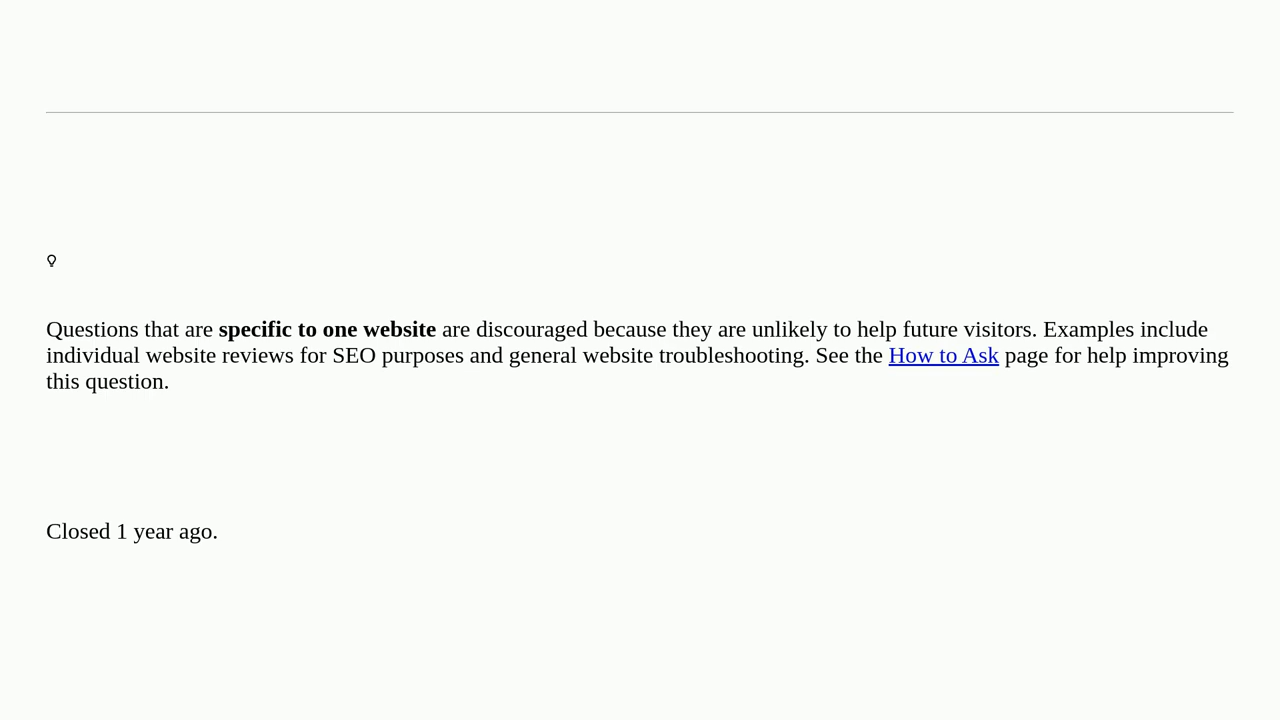 Questions that are specific to one website are discouraged because they are unlikely to help future visitors. Examples include
individual website reviews for SEO purposes and general website troubleshooting. See the How to Ask page for help improving
this question.
Closed 1 year ago.